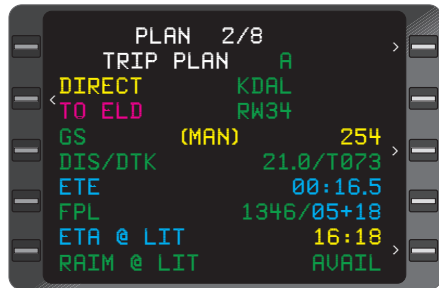 PLAN 2/8
TRIP PLAN A
DIRECT KDAL
TO ELD RW34
GS (MAN) 254
DIS/DTK 21.0/T073
ETE 00:16.5
FPL 1346/05+18
ETA @ LIT 16:18
RAIM @ LIT AVAIL